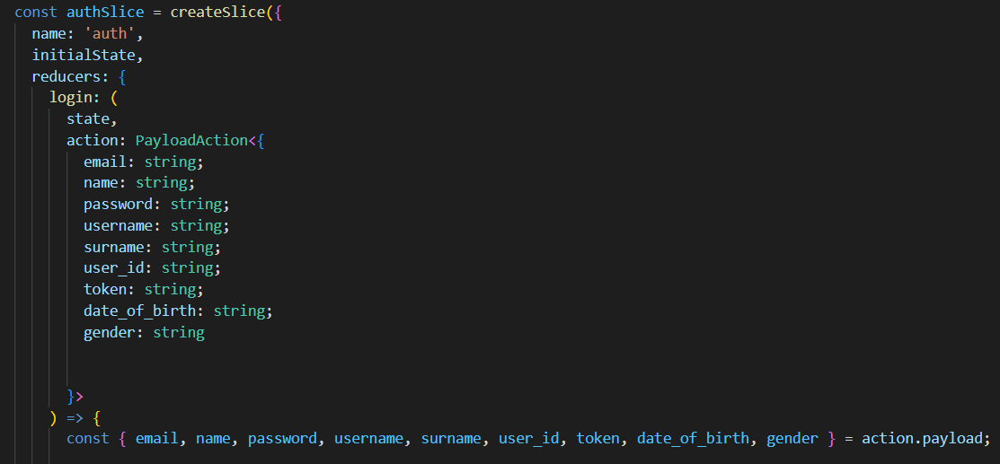 const authSlice = createSlice({
name: 'auth',
initialState,
reducers: {
login: (
state,
action: PayloadAction<{
email: string;
name: string;
password: string;
username: string;
surname: string;
user_id: string;
token: string;
date_of_birth: string;
gender: string
}>
) => {
const { email, name, password, username, surname, user_id, token, date_of_birth, gender } = action.payload;